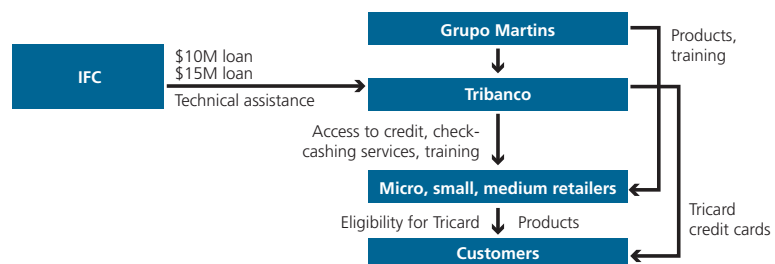 Grupo Martins
Products,
training
$10M loan
$15M loan
IFC
Technical assistance
Tribanco
Access to credit, check-
cashing services, training
Micro, small, medium retailers
Eligibility for Tricard
Products
Tricard
credit cards
Customers